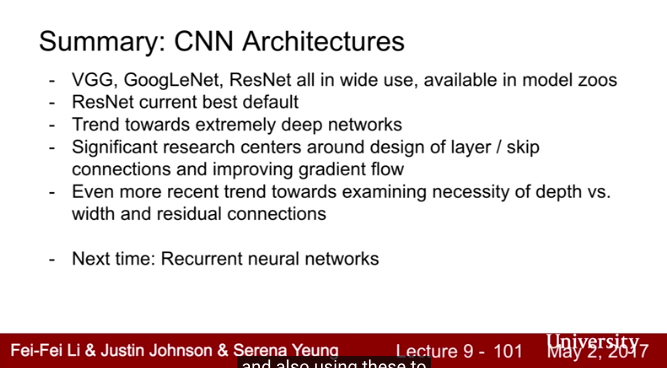 Summary: CNN Architectures
- VGG, GoogLeNet, ResNet all in wide use, available in model zoos
- ResNet current best default
- Trend towards extremely deep networks
- Significant research centers around design of layer / skip
connections and improving gradient flow
- Even more recent trend towards examining necessity of depth vs.
width and residual connections
- Next time: Recurrent neural networks
University
Fei-Fei Li & Justin Johnson & Serena Yeung Lecture 9 - 101 May 2, 2017
and also using these to